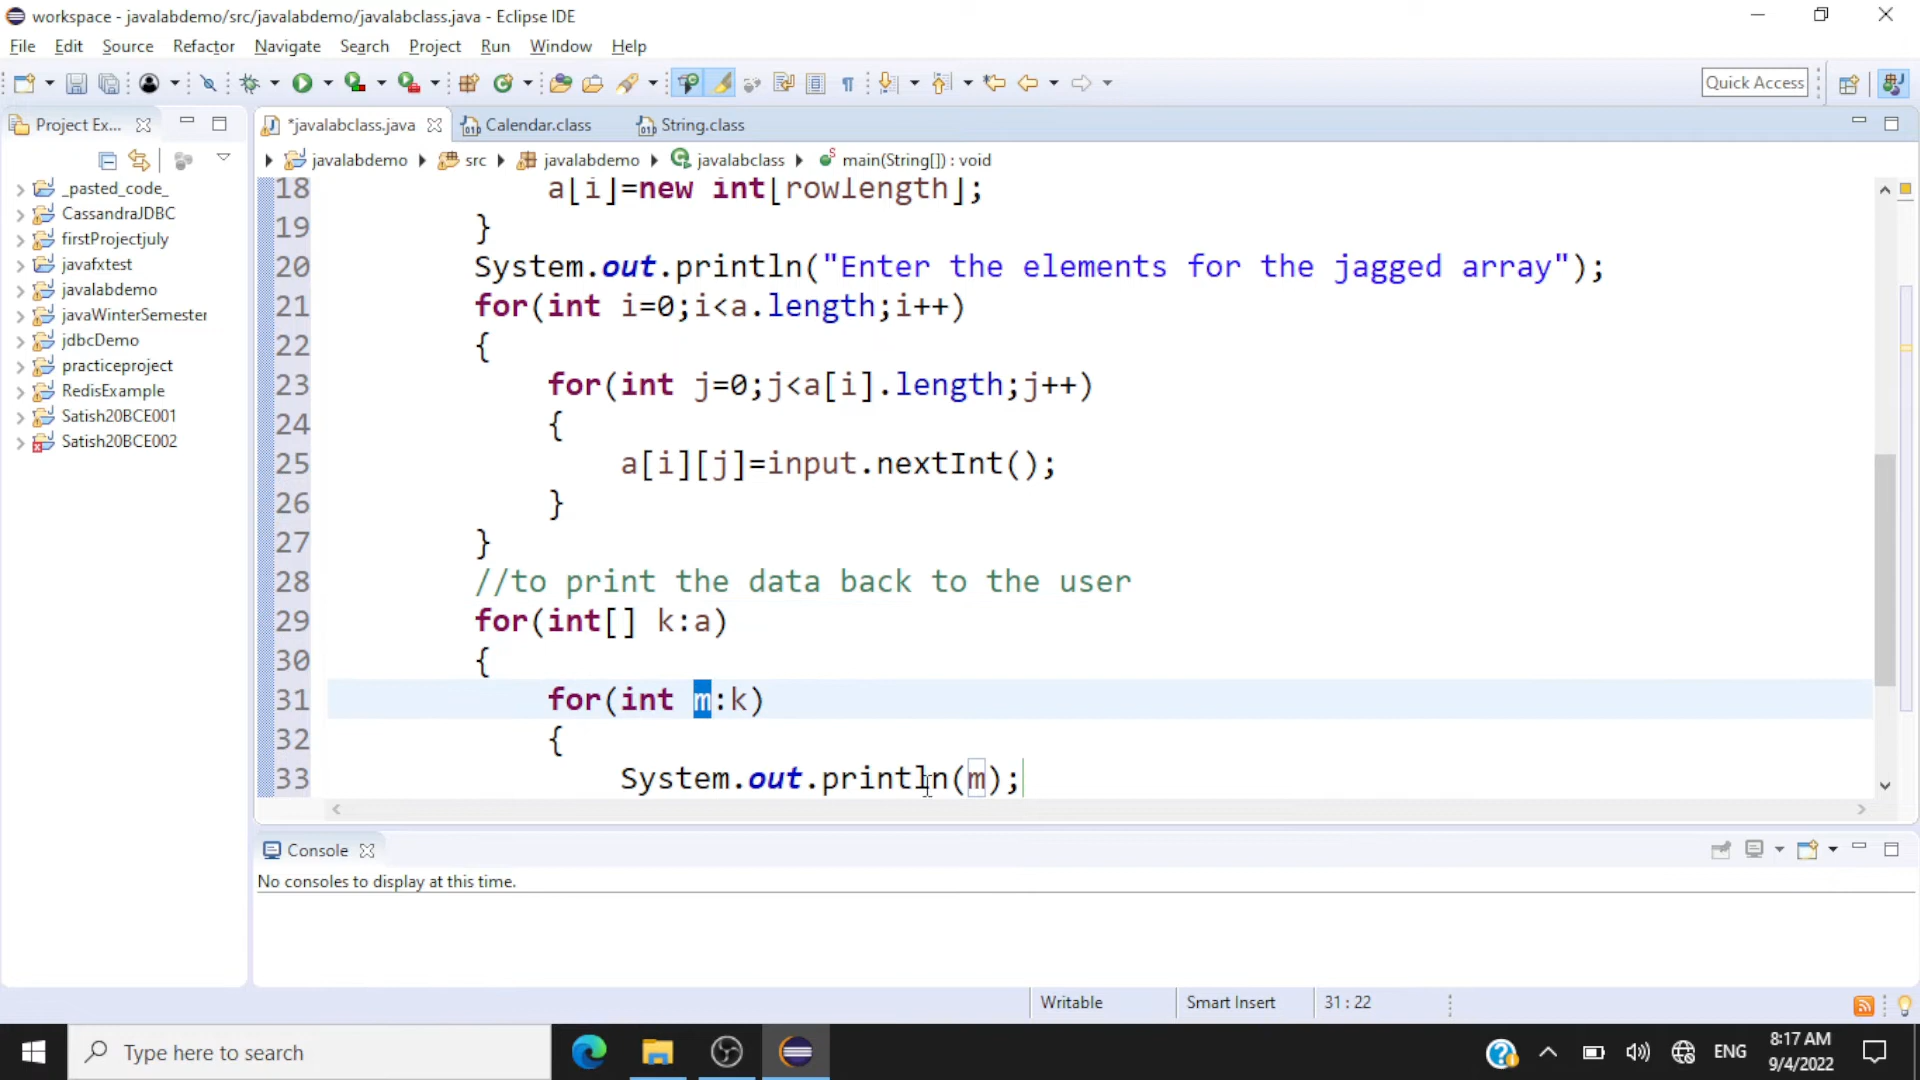 workspace - javalabdemo/src/javalabdemo/javalabclass.java - Eclipse IDE
File Edit Source Refactor Navigate Search Project Run Window Help
Quick Access
Project Ex...
*javalabclass.java Calendar.class String.class
javalabdemo src javalabdemo javalabclass main(String[]) : void
_pasted_code_
CassandraJDBC
firstProjectjuly
javafxtest
javalabdemo
javaWinterSemester
jdbcDemo
practiceproject
RedisExample
Satish20BCE001
Satish20BCE002
18 a[i]=new int[rowlength];
19 }
20 System.out.println("Enter the elements for the jagged array");
21 for(int i=0;i<a.length;i++)
22 {
23 for(int j=0;j<a[i].length;j++)
24 {
25 a[i][j]=input.nextInt();
26 }
27 }
28 //to print the data back to the user
29 for(int[] k:a)
30 {
31 for(int m:k)
32 {
33 System.out.println(m);
Console
No consoles to display at this time.
Writable Smart Insert 31 : 22
Type here to search
ENG
8:17 AM
9/4/2022